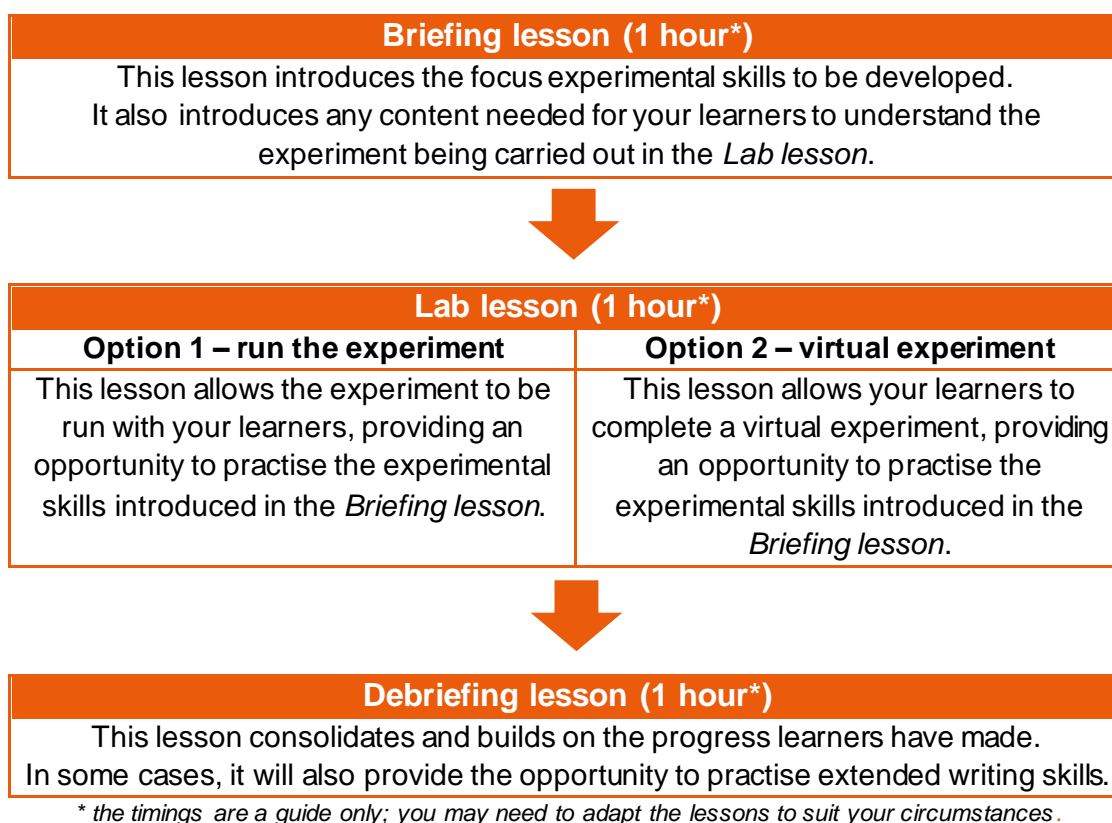 Briefing lesson (1 hour*)
This lesson introduces the focus experimental skills to be developed.
It also introduces any content needed for your learners to understand the
experiment being carried out in the Lab lesson.
Lab lesson (1 hour*)
Option 1 – run the experiment
This lesson allows the experiment to be
run with your learners, providing an
opportunity to practise the experimental
skills introduced in the Briefing lesson.
Option 2 – virtual experiment
This lesson allows your learners to
complete a virtual experiment, providing
an opportunity to practise the
experimental skills introduced in the
Briefing lesson.
Debriefing lesson (1 hour*)
This lesson consolidates and builds on the progress learners have made.
In some cases, it will also provide the opportunity to practise extended writing skills.
* the timings are a guide only; you may need to adapt the lessons to suit your circumstances.